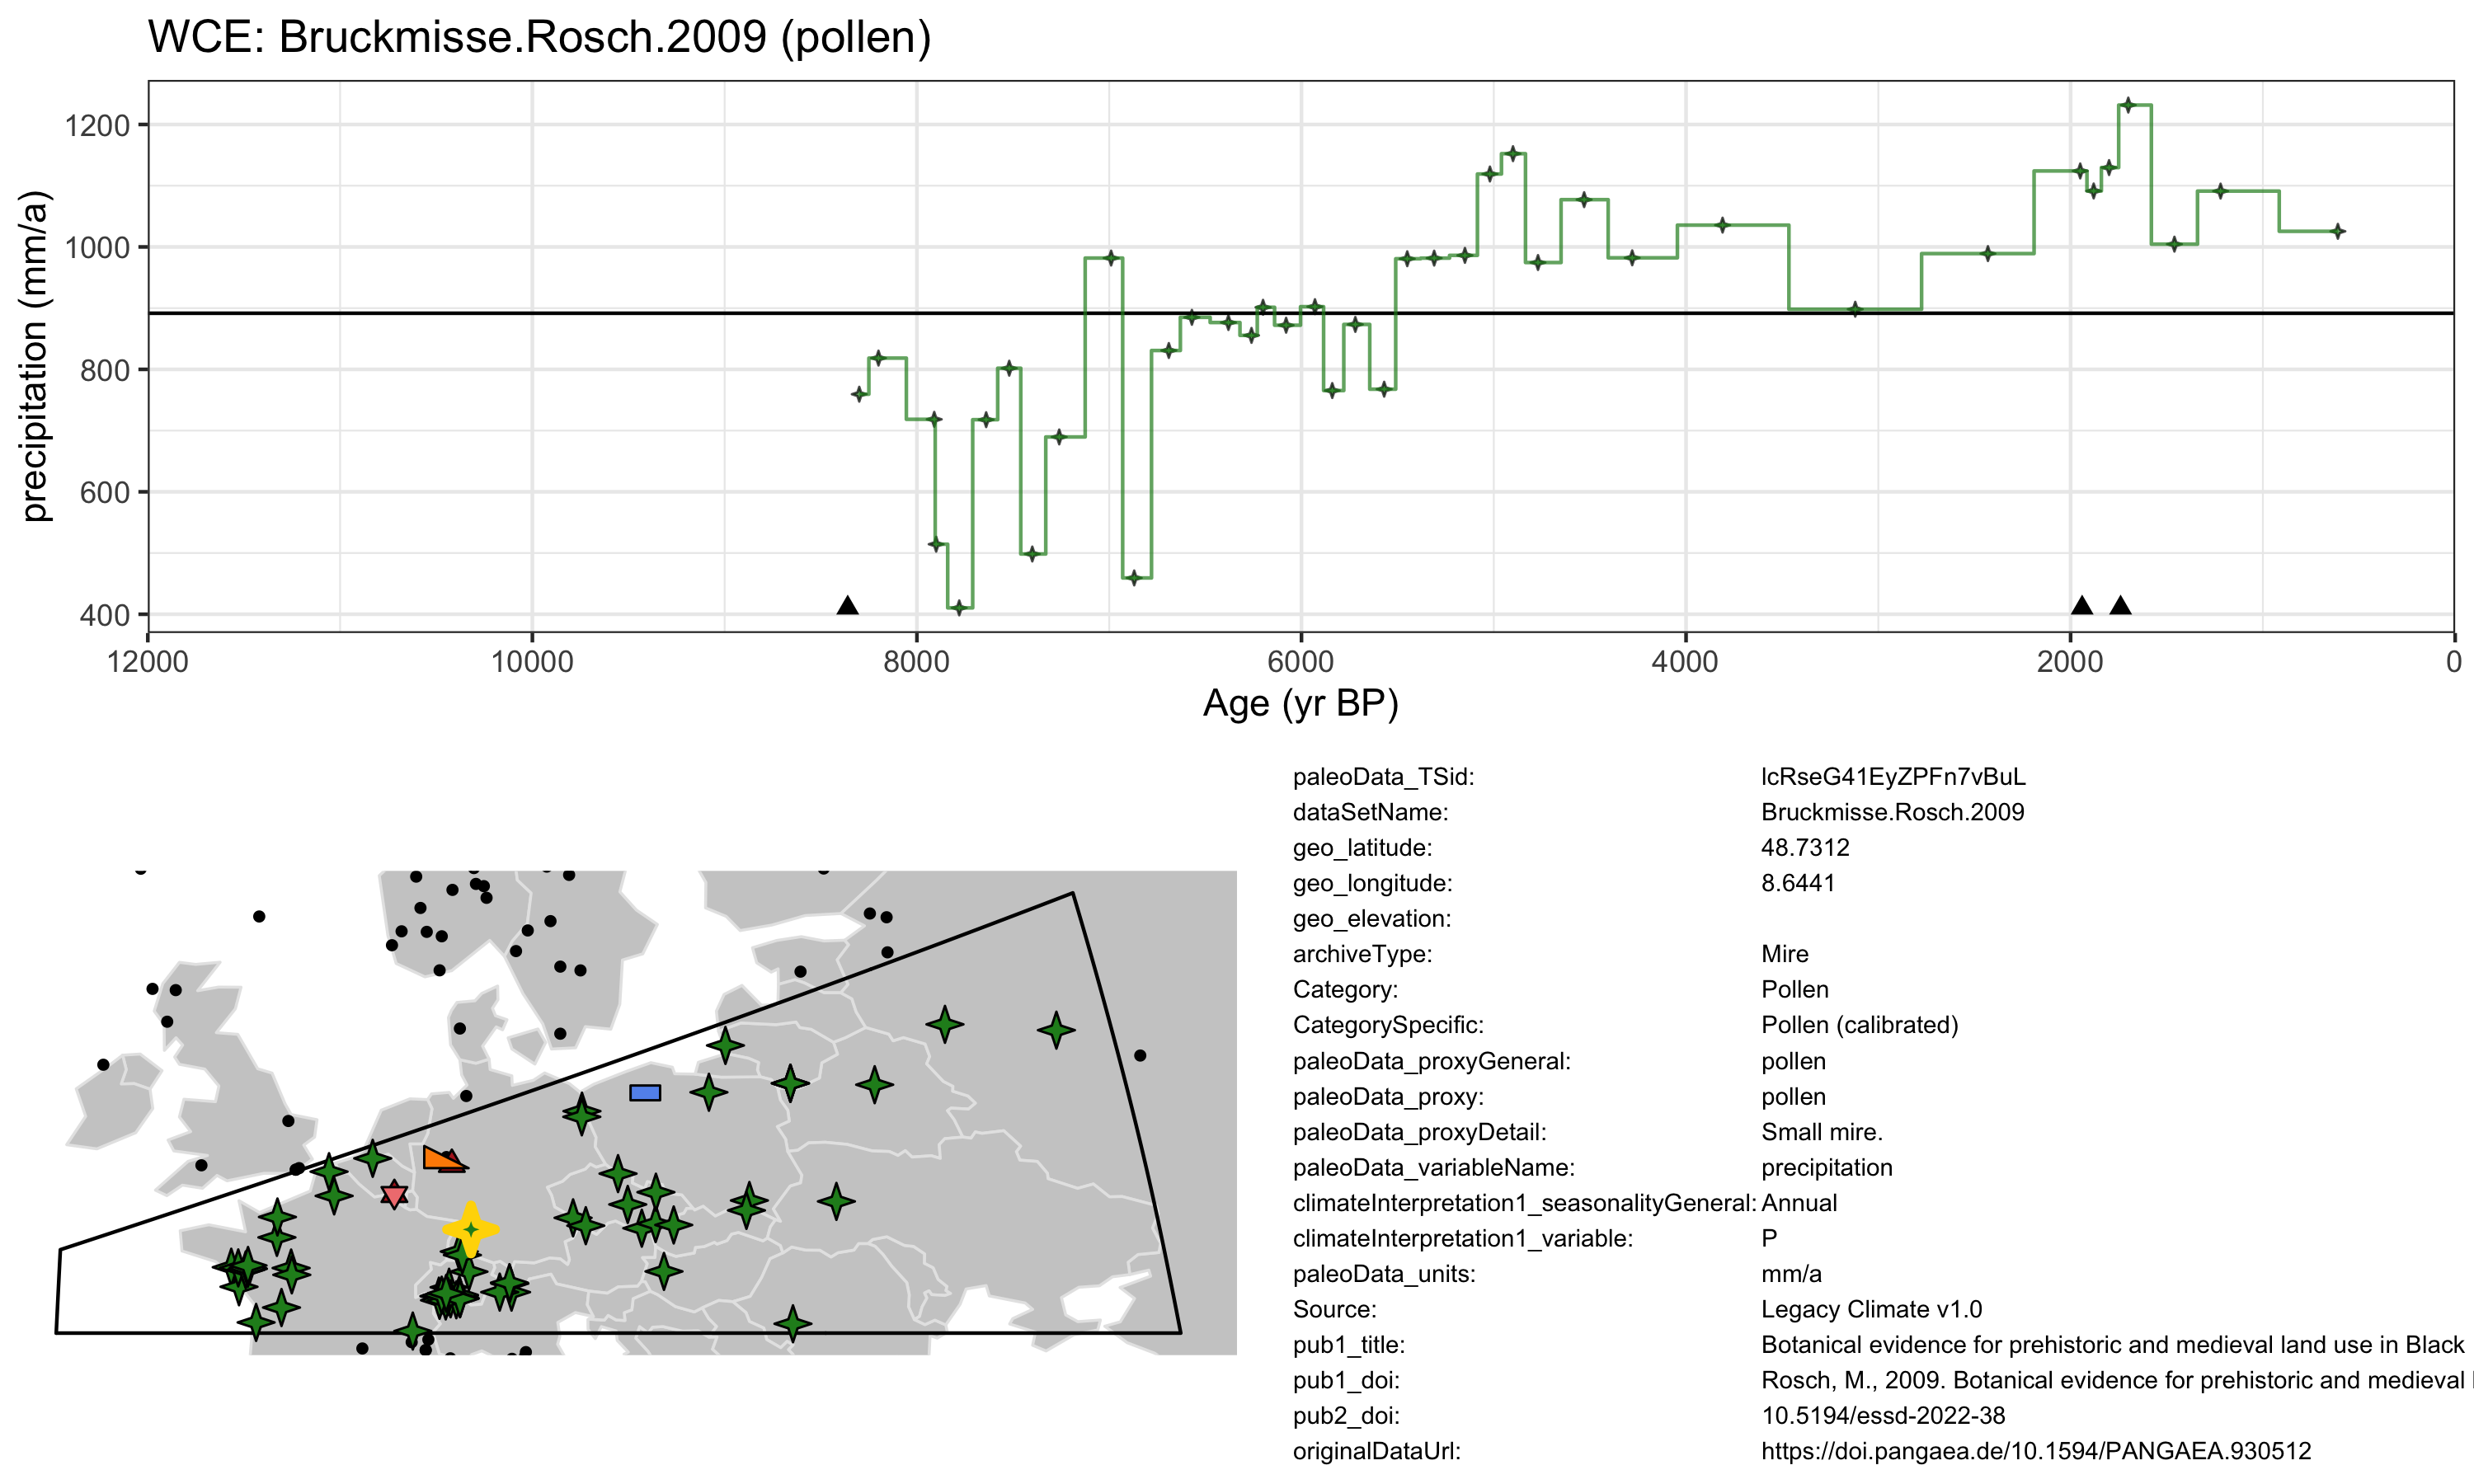 WCE: Bruckmisse.Rosch.2009 (pollen)
precipitation (mm/a)
1200
1000
800
600
400
12000 10000 8000 6000 4000 2000 0
Age (yr BP)
paleoData_TSid: lcRseG41EyZPFn7vBuL
dataSetName: Bruckmisse.Rosch.2009
geo_latitude: 48.7312
geo_longitude: 8.6441
geo_elevation:
archiveType: Mire
Category: Pollen
CategorySpecific: Pollen (calibrated)
paleoData_proxyGeneral: pollen
paleoData_proxy: pollen
paleoData_proxyDetail: Small mire.
paleoData_variableName: precipitation
climateInterpretation1_seasonalityGeneral: Annual
climateInterpretation1_variable: P
paleoData_units: mm/a
Source: Legacy Climate v1.0
pub1_title: Botanical evidence for prehistoric and medieval land use in Black
pub1_doi: Rosch, M., 2009. Botanical evidence for prehistoric and medieval
pub2_doi: 10.5194/essd-2022-38
originalDataUrl: https://doi.pangaea.de/10.1594/PANGAEA.930512